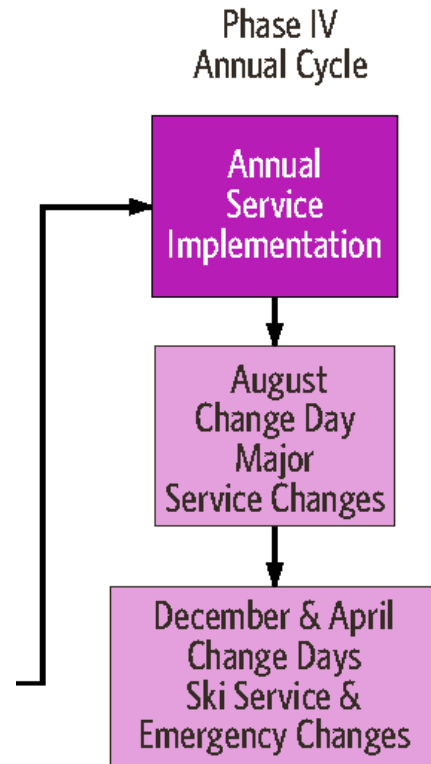 Phase IV
Annual Cycle
Annual
Service
Implementation
August
Change Day
Major
Service Changes
December & April
Change Days
Ski Service &
Emergency Changes